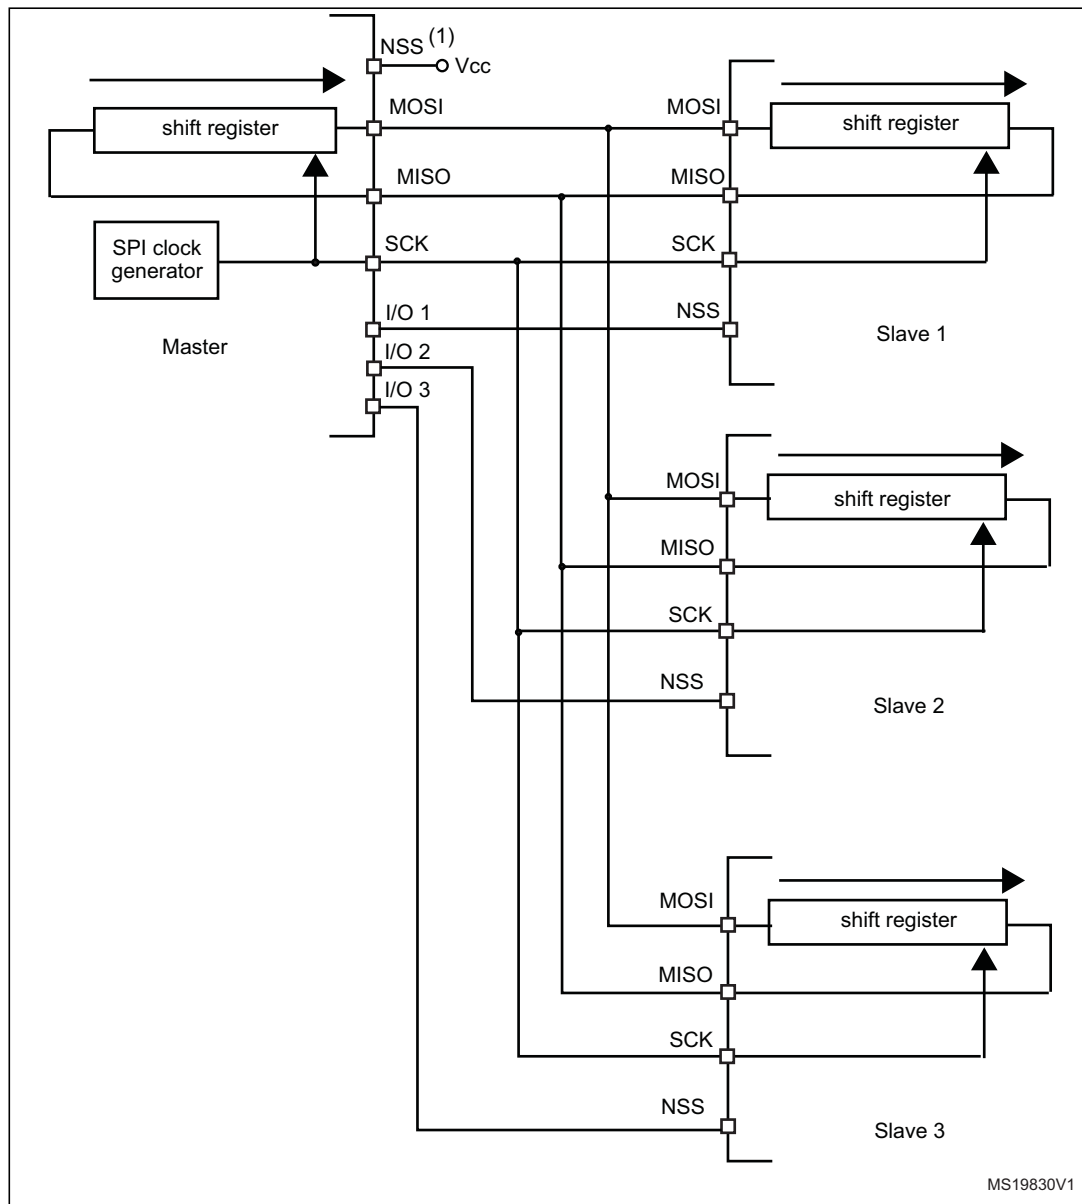 NSS (1)
Vcc
MOSI
shift register
MISO
SPI clock
generator
SCK
I/O 1
I/O 2
I/O 3
Master
MOSI
shift register
MISO
SCK
NSS
Slave 1
MOSI
shift register
MISO
SCK
NSS
Slave 2
MOSI
shift register
MISO
SCK
NSS
Slave 3
MS19830V1